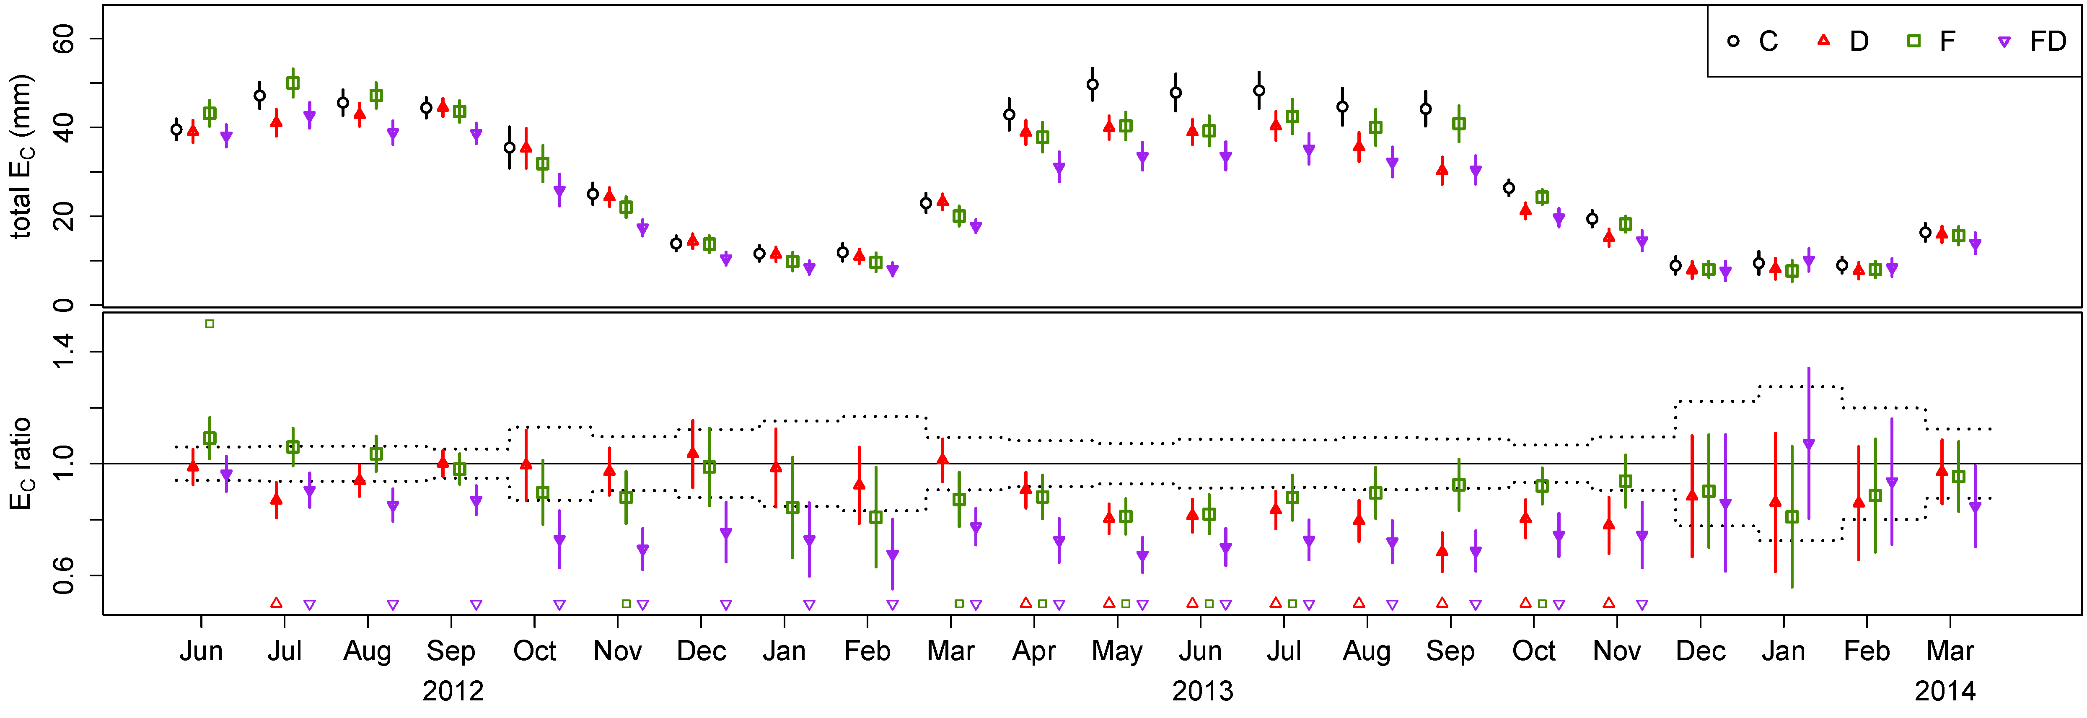 total EC (mm)
60
40
20
0
C D F FD
EC ratio
1.4
1.0
0.6
Jun Jul Aug Sep Oct Nov Dec Jan Feb Mar Apr May Jun Jul Aug Sep Oct Nov Dec Jan Feb Mar
2012 2013 2014